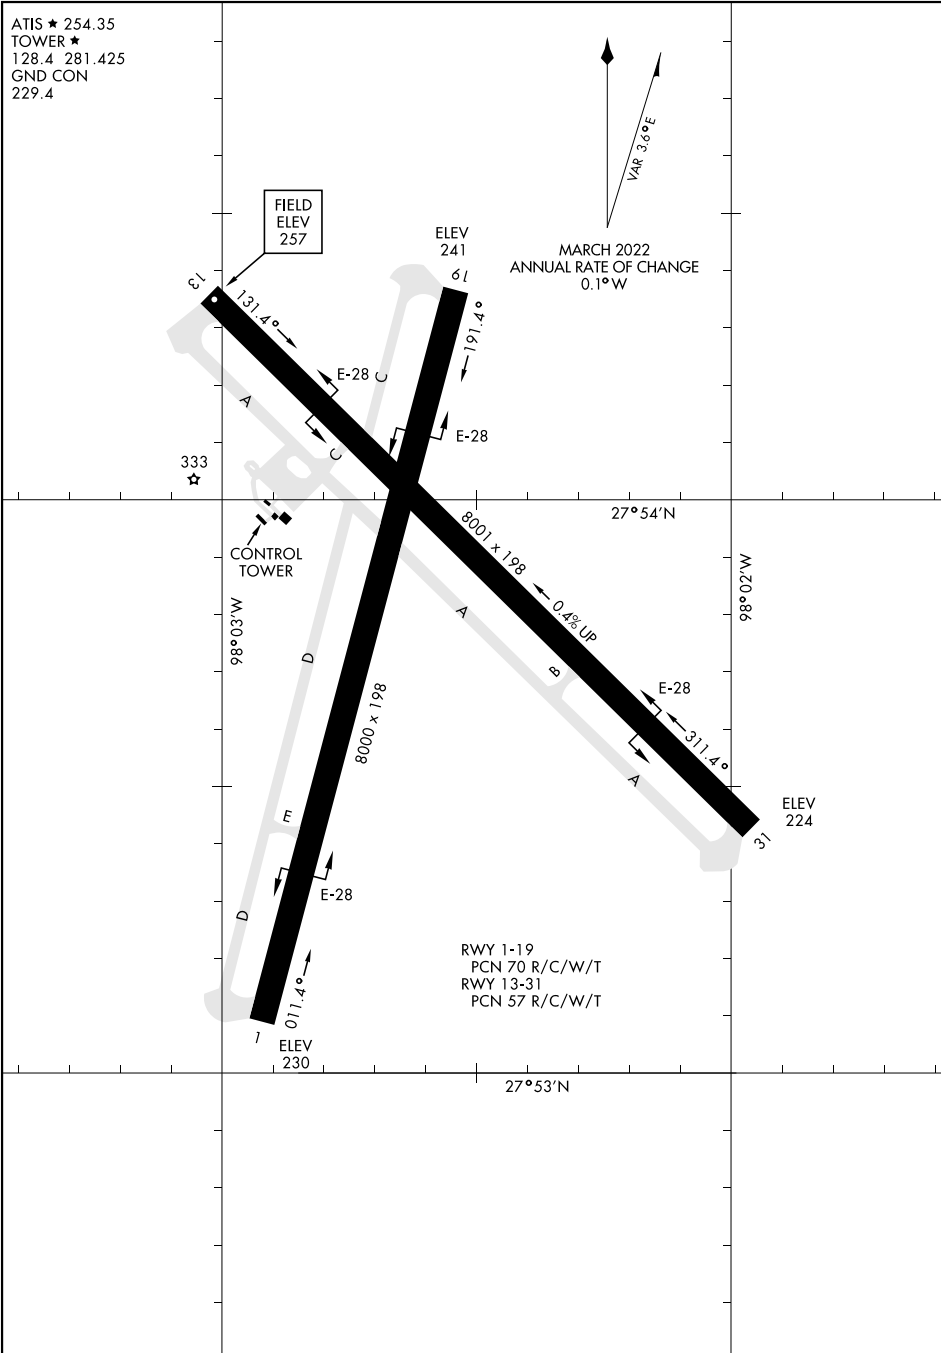 ATIS ★ 254.35
TOWER ★
128.4 281.425
GND CON
229.4
VAR 3.6°E
MARCH 2022
ANNUAL RATE OF CHANGE
0.1°W
FIELD
ELEV
257
ELEV
241
19
13
131.4°
191.4°
E-28
C
A
E-28
C
333
27°54'N
CONTROL
TOWER
8001 x 198
98°03'W
98°02'W
A
0.4% UP
D
B
E-28
8000 x 198
311.4°
A
ELEV
224
31
E
E-28
D
RWY 1-19
PCN 70 R/C/W/T
RWY 13-31
PCN 57 R/C/W/T
011.4°
1
ELEV
230
27°53'N